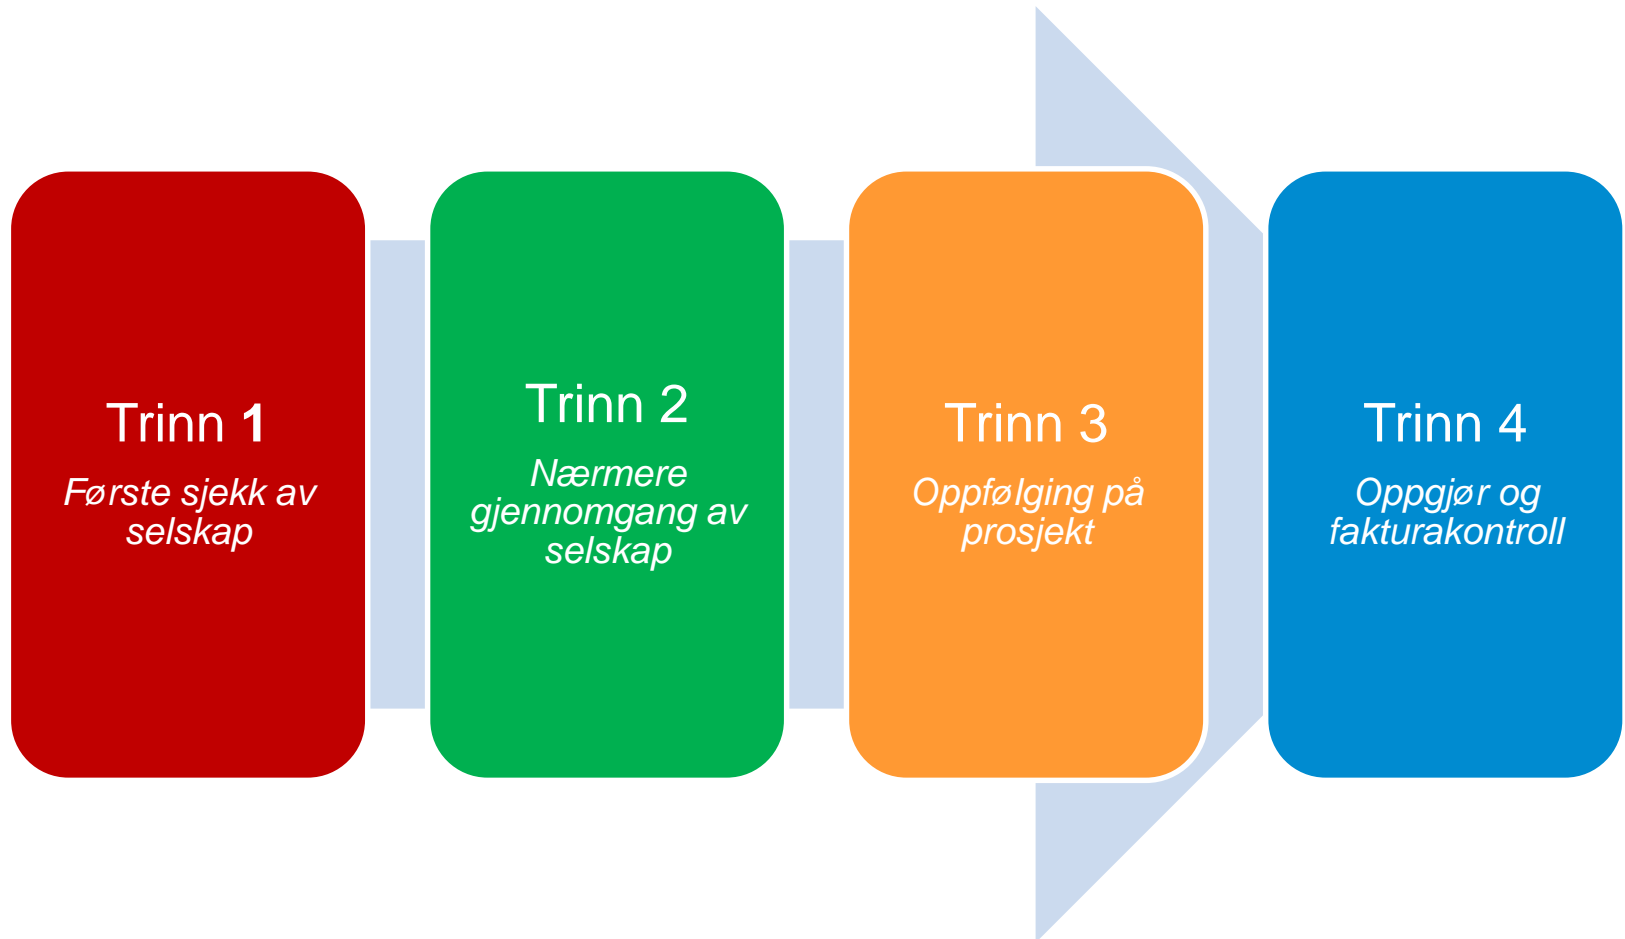 Trinn 1
Første sjekk av
selskap
Trinn 2
Nærmere
gjennomgang av
selskap
Trinn 3
Oppfølging på
prosjekt
Trinn 4
Oppgjør og
fakturakontroll